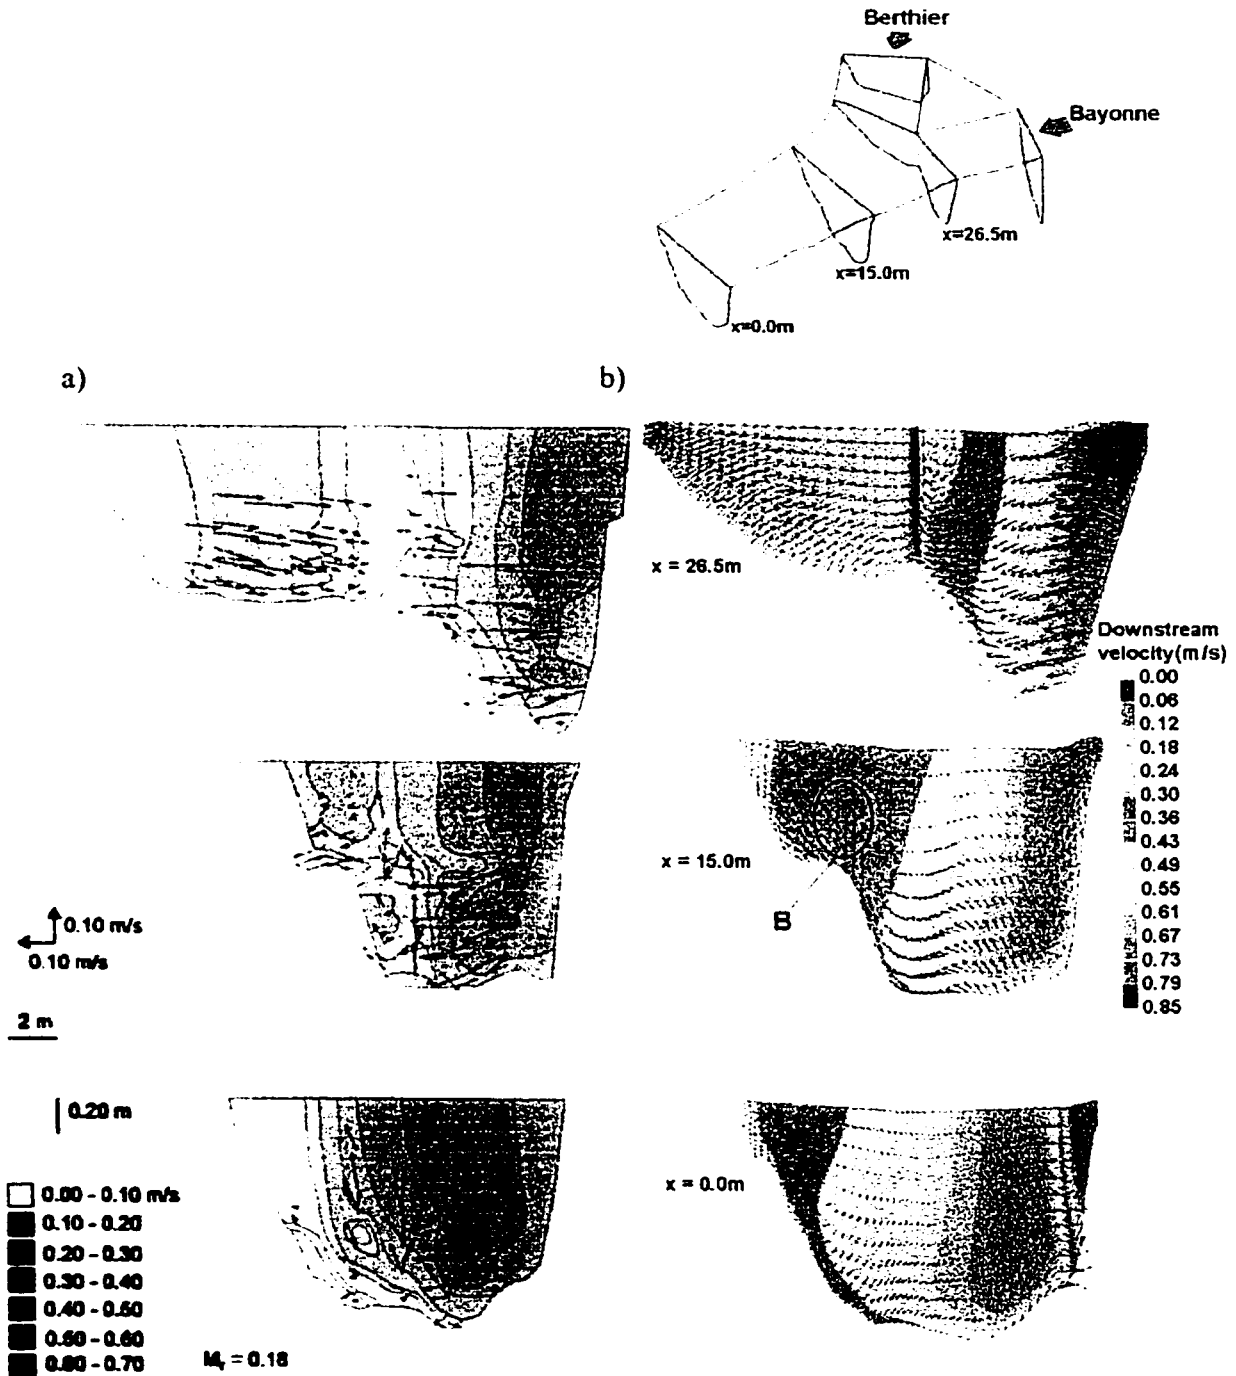 Berthier
Bayonne
x=26.5m
x=15.0m
x=0.0m
a)
b)
x = 26.5m
Downstream
velocity(m/s)
0.00
0.06
0.12
0.18
0.24
0.30
0.36
0.43
0.49
0.55
0.61
0.67
0.73
0.79
0.85
x = 15.0m
B
0.10 m/s
0.10 m/s
2 m
0.20 m
x = 0.0m
0.00 - 0.10 m/s
0.10 - 0.20
0.20 - 0.30
0.30 - 0.40
0.40 - 0.50
0.50 - 0.60
0.60 - 0.70
Mr = 0.18